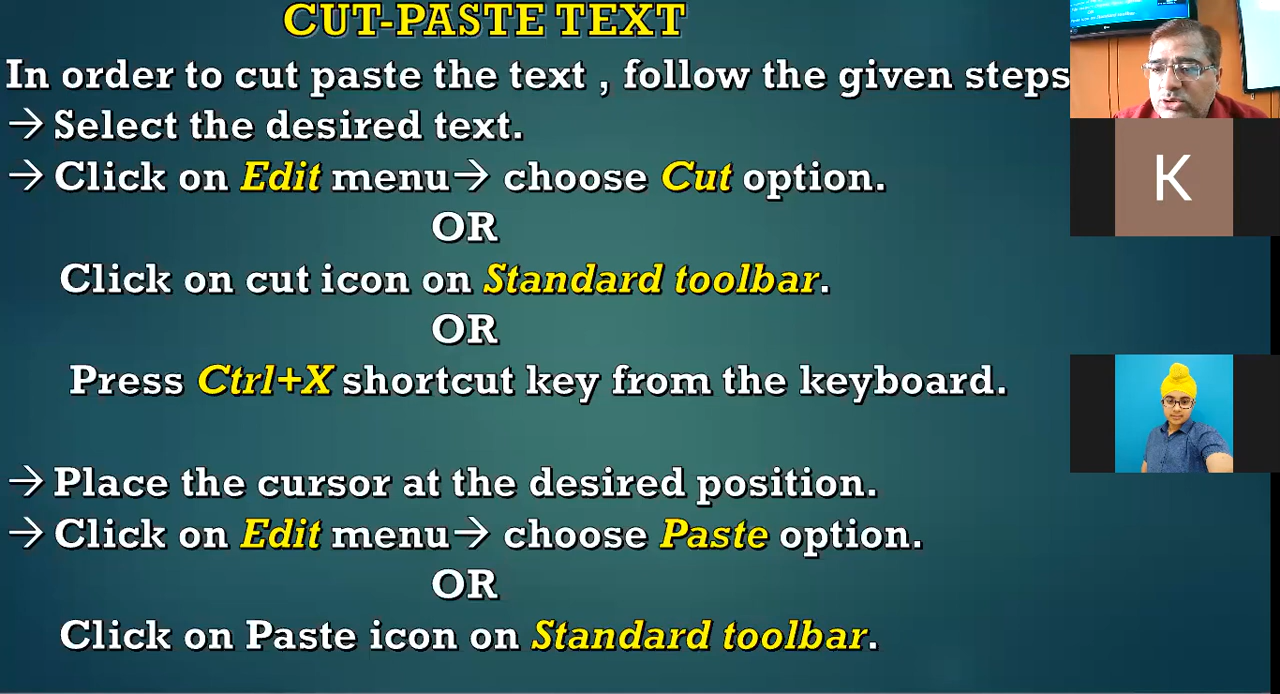 CUT-PASTE TEXT
In order to cut paste the text , follow the given steps
→ Select the desired text.
→ Click on Edit menu→ choose Cut option.
OR
Click on cut icon on Standard toolbar.
OR
Press Ctrl+X shortcut key from the keyboard.
→ Place the cursor at the desired position.
→ Click on Edit menu→ choose Paste option.
OR
Click on Paste icon on Standard toolbar.
K